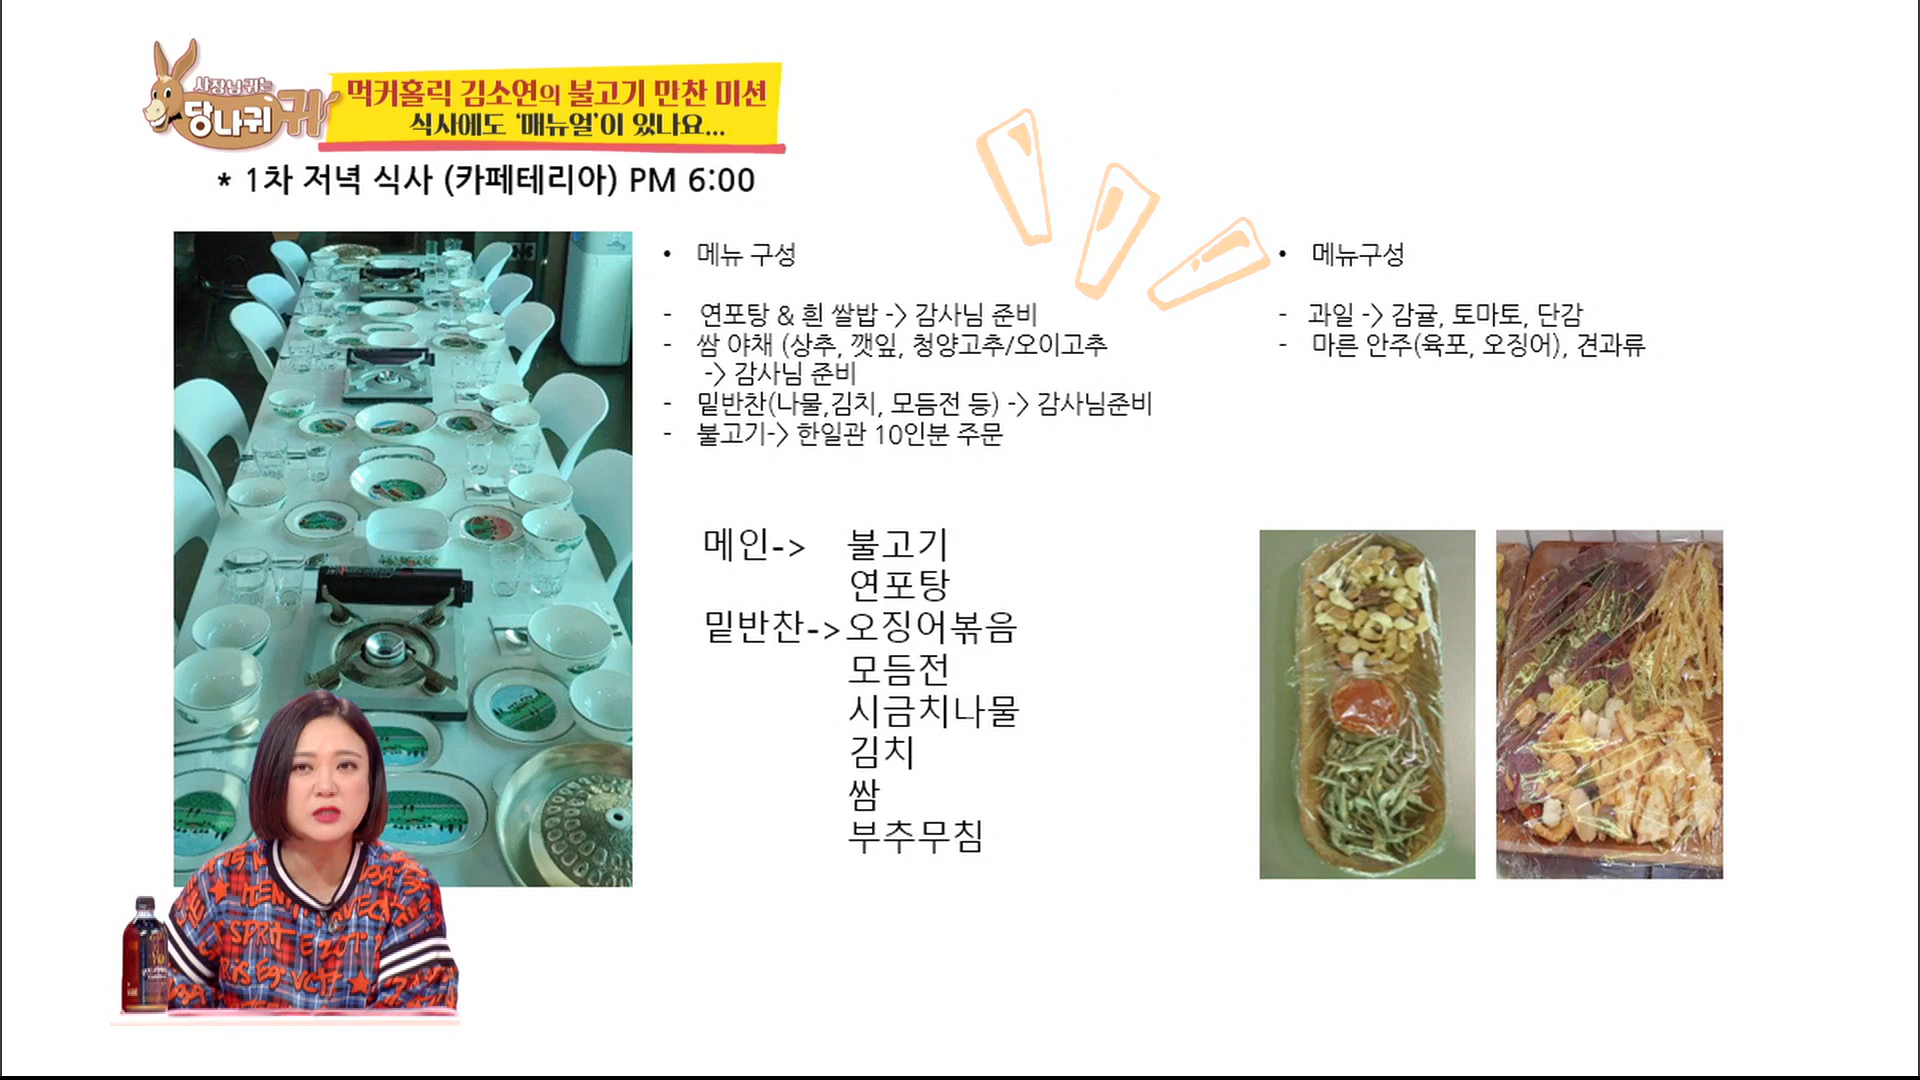 사장님 귀는
당나귀 귀
먹커홀릭 김소연의 불고기 만찬 미션
식사에도 '매뉴얼'이 있나요...
* 1차 저녁 식사 (카페테리아) PM 6:00
• 메뉴 구성
- 연포탕 & 흰 쌀밥 -> 감사님 준비
- 쌈 야채 (상추, 깻잎, 청양고추/오이고추
-> 감사님 준비
- 밑반찬(나물,김치, 모듬전 등) -> 감사님준비
- 불고기-> 한일관 10인분 주문
메인-> 불고기
연포탕
밑반찬->오징어볶음
모듬전
시금치나물
김치
쌈
부추무침
• 메뉴구성
- 과일 -> 감귤, 토마토, 단감
- 마른 안주(육포, 오징어), 견과류